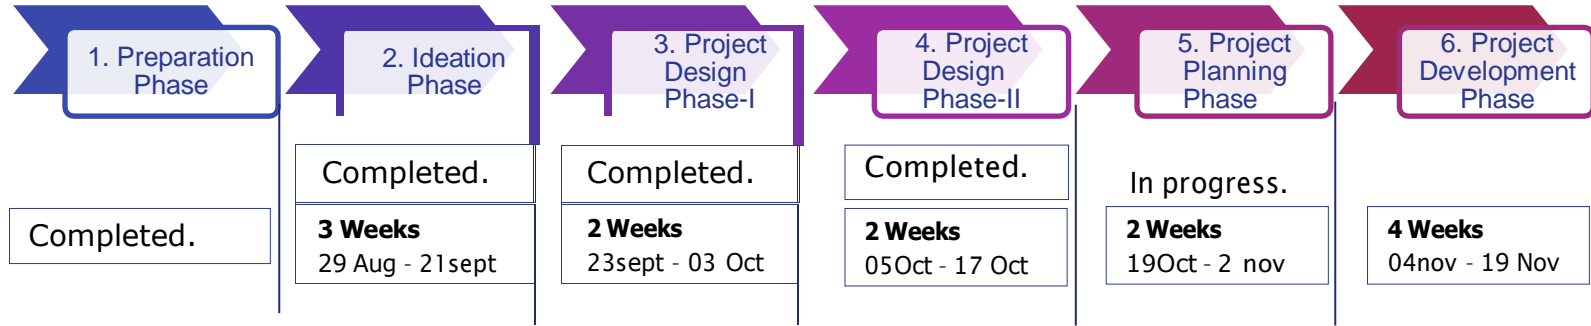 1. Preparation
Phase
Completed.
2. Ideation
Phase
Completed.
3 Weeks
29 Aug - 21sept
3. Project
Design
Phase-I
Completed.
2 Weeks
23sept - 03 Oct
4. Project
Design
Phase-II
Completed.
2 Weeks
05Oct - 17 Oct
5. Project
Planning
Phase
In progress.
2 Weeks
19Oct - 2 nov
6. Project
Development
Phase
4 Weeks
04nov - 19 Nov